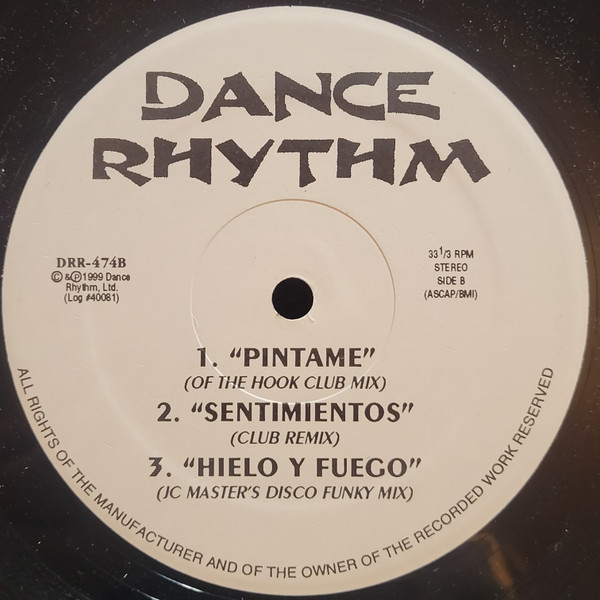 DANCE
RHYTHM
DRR-474B
© & ℗ 1999 Dance
Rhythm, Ltd.
(Log #40081)
33 1/3 RPM
STEREO
SIDE B
(ASCAP/BMI)
1. "PINTAME"
(OF THE HOOK CLUB MIX)
2. "SENTIMIENTOS"
(CLUB REMIX)
3. "HIELO Y FUEGO"
(JC MASTER'S DISCO FUNKY MIX)
ALL RIGHTS OF THE MANUFACTURER AND OF THE OWNER OF THE RECORDED WORK RESERVED